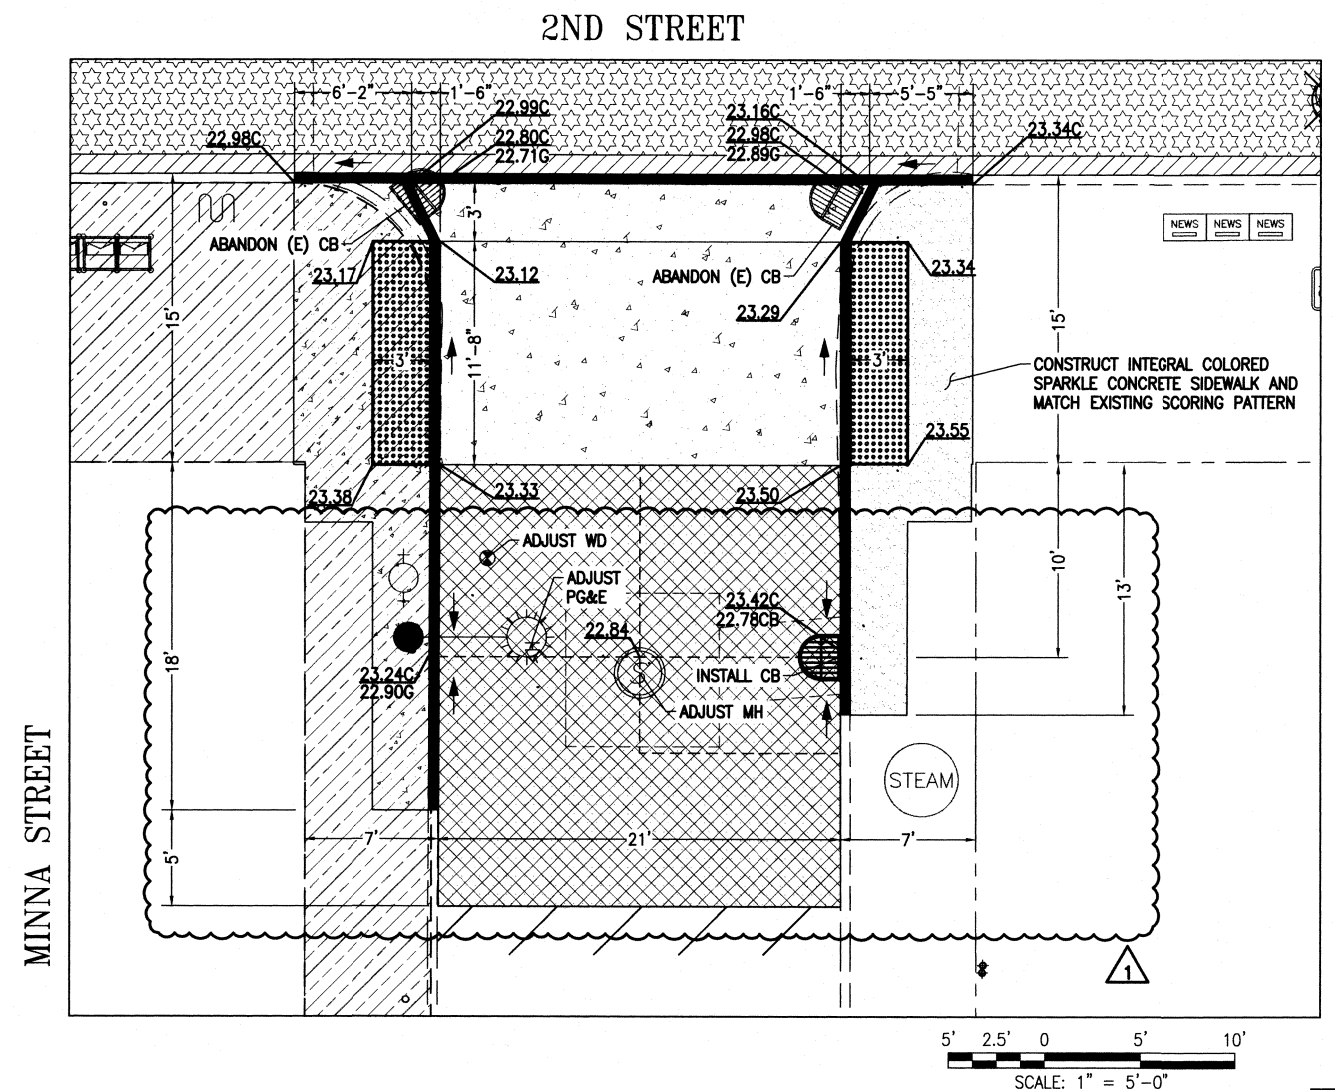 2ND STREET
6'-2"
1'-6"
1'-6"
5'-5"
22.98C
22.99C
22.80C
22.71G
23.16C
22.98C
22.89G
23.34C
3'
ABANDON (E) CB
23.17
23.12
ABANDON (E) CB
23.29
23.34
NEWS
NEWS
NEWS
15'
3'
11'-8"
3'
15'
CONSTRUCT INTEGRAL COLORED
SPARKLE CONCRETE SIDEWALK AND
MATCH EXISTING SCORING PATTERN
23.55
23.38
23.33
23.50
ADJUST WD
ADJUST
PG&E
10'
13'
23.42C
22.78CB
22.84
S
18'
23.24C
22.90G
INSTALL CB
ADJUST MH
STEAM
MINNA STREET
7'
21'
7'
5'
1
5'
2.5'
0
5'
10'
SCALE: 1" = 5'-0"